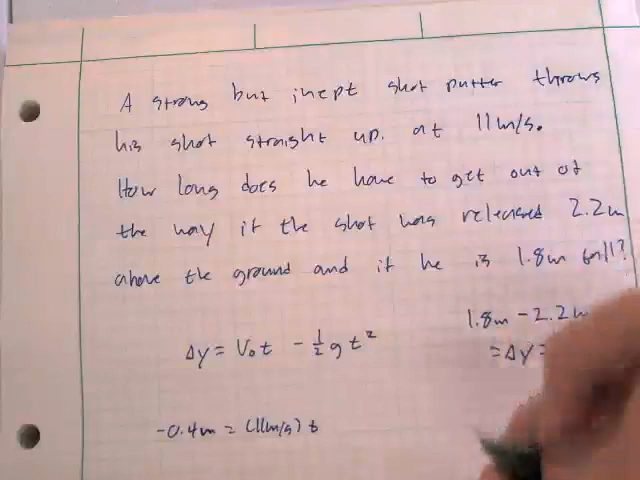 A strong but inept shot putter throws
his shot straight up. at 11m/s.
How long does he have to get out of
the way if the shot was released 2.2m
above the ground and if he is 1.8m tall?
1.8m - 2.2m
Δy = V₀t - ½gt²
= Δy =
-0.4m = (11m/s) t